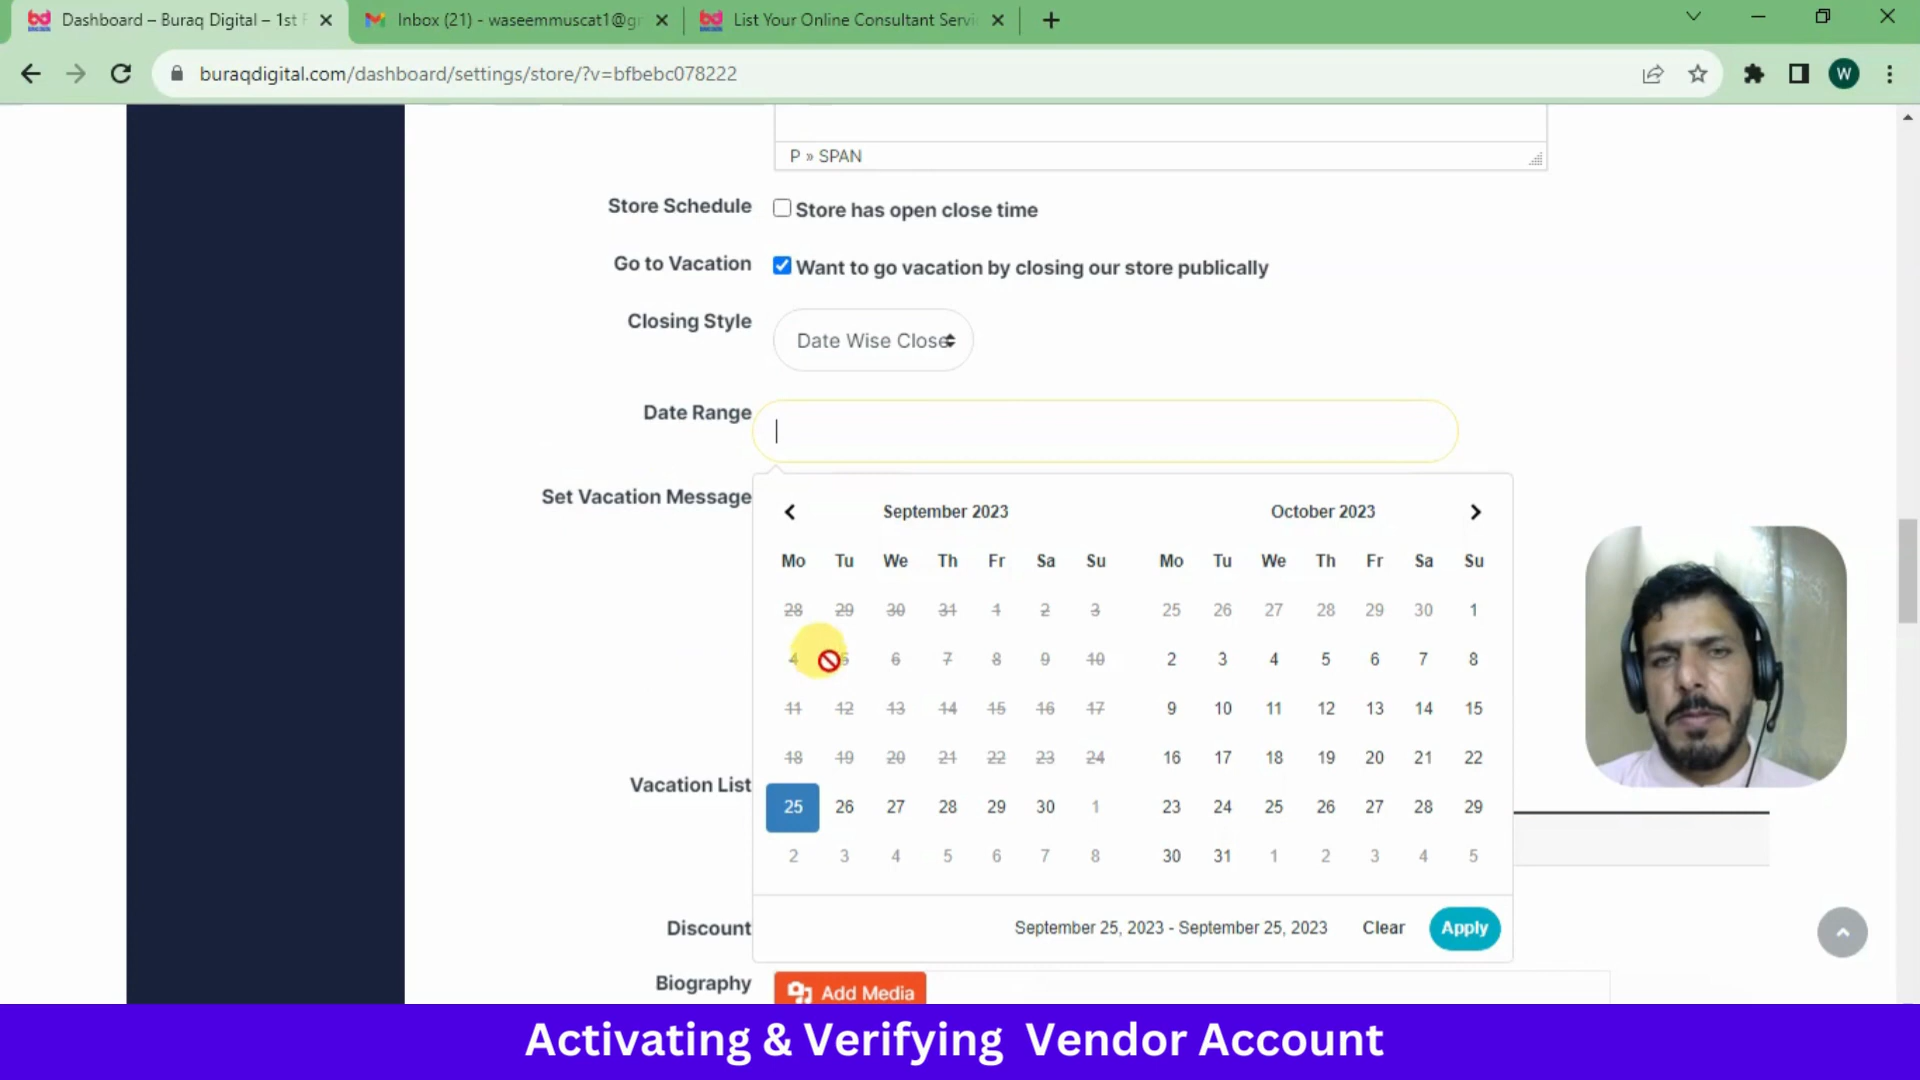 Dashboard – Buraq Digital – 1st F
Inbox (21) - waseemmuscat1@gm
List Your Online Consultant Servi
buraqdigital.com/dashboard/settings/store/?v=bfbebc078222
W
P » SPAN
Store Schedule
Store has open close time
Go to Vacation
Want to go vacation by closing our store publically
Closing Style
Date Wise Close
Date Range
Set Vacation Message
September 2023
October 2023
Mo Tu We Th Fr Sa Su Mo Tu We Th Fr Sa Su
28 29 30 31 1 2 3 25 26 27 28 29 30 1
4 5 6 7 8 9 10 2 3 4 5 6 7 8
11 12 13 14 15 16 17 9 10 11 12 13 14 15
18 19 20 21 22 23 24 16 17 18 19 20 21 22
Vacation List
25 26 27 28 29 30 1 23 24 25 26 27 28 29
2 3 4 5 6 7 8 30 31 1 2 3 4 5
Discount
September 25, 2023 - September 25, 2023 Clear Apply
Biography
Add Media
Activating & Verifying Vendor Account